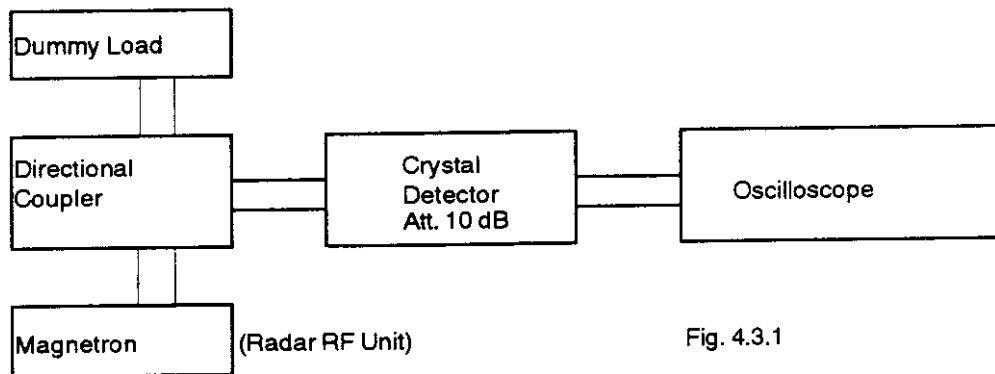 Dummy Load
Directional
Coupler
Crystal
Detector
Att. 10 dB
Oscilloscope
Magnetron
(Radar RF Unit)
Fig. 4.3.1